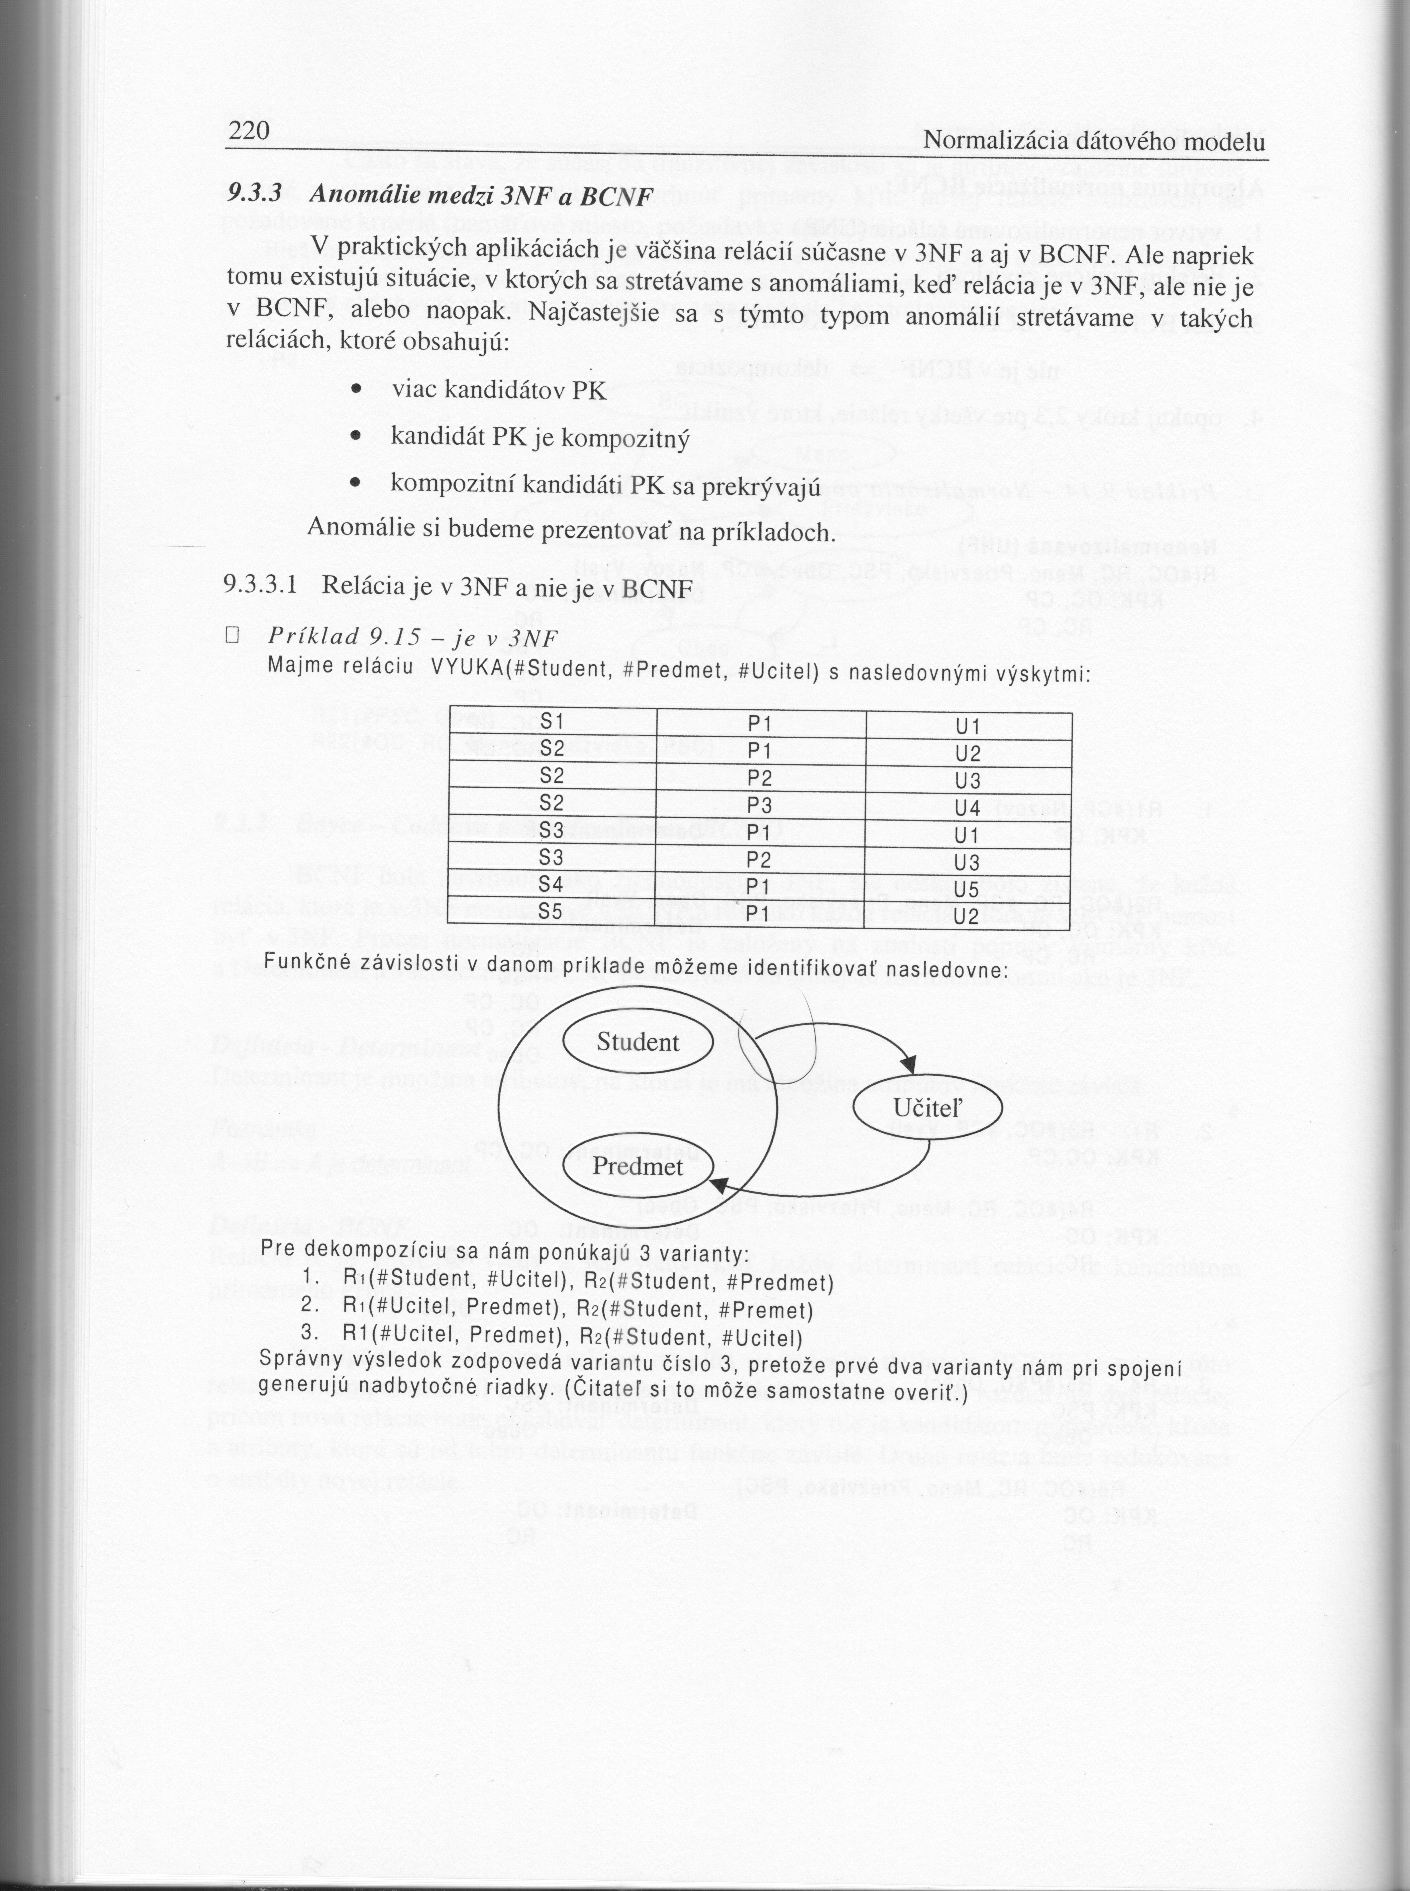 220
Normalizácia dátového modelu
9.3.3 Anomálie medzi 3NF a BCNF
V praktických aplikáciách je väčšina relácií súčasne v 3NF a aj v BCNF. Ale napriek
tomu existujú situácie, v ktorých sa stretávame s anomáliami, keď relácia je v 3NF, ale nie je
v BCNF, alebo naopak. Najčastejšie sa s týmto typom anomálií stretávame v takých
reláciách, ktoré obsahujú:
• viac kandidátov PK
• kandidát PK je kompozitný
• kompozitní kandidáti PK sa prekrývajú
Anomálie si budeme prezentovať na príkladoch.
9.3.3.1 Relácia je v 3NF a nie je v BCNF
□ Príklad 9.15 – je v 3NF
Majme reláciu VYUKA(#Student, #Predmet, #Ucitel) s nasledovnými výskytmi:
S1 P1 U1
S2 P1 U2
S2 P2 U3
S2 P3 U4
S3 P1 U1
S3 P2 U3
S4 P1 U5
S5 P1 U2
Funkčné závislosti v danom príklade môžeme identifikovať nasledovne:
Student
Učiteľ
Predmet
Pre dekompozíciu sa nám ponúkajú 3 varianty:
1. R1(#Student, #Ucitel), R2(#Student, #Predmet)
2. R1(#Ucitel, Predmet), R2(#Student, #Premet)
3. R1(#Ucitel, Predmet), R2(#Student, #Ucitel)
Správny výsledok zodpovedá variantu číslo 3, pretože prvé dva varianty nám pri spojení
generujú nadbytočné riadky. (Čitateľ si to môže samostatne overiť.)